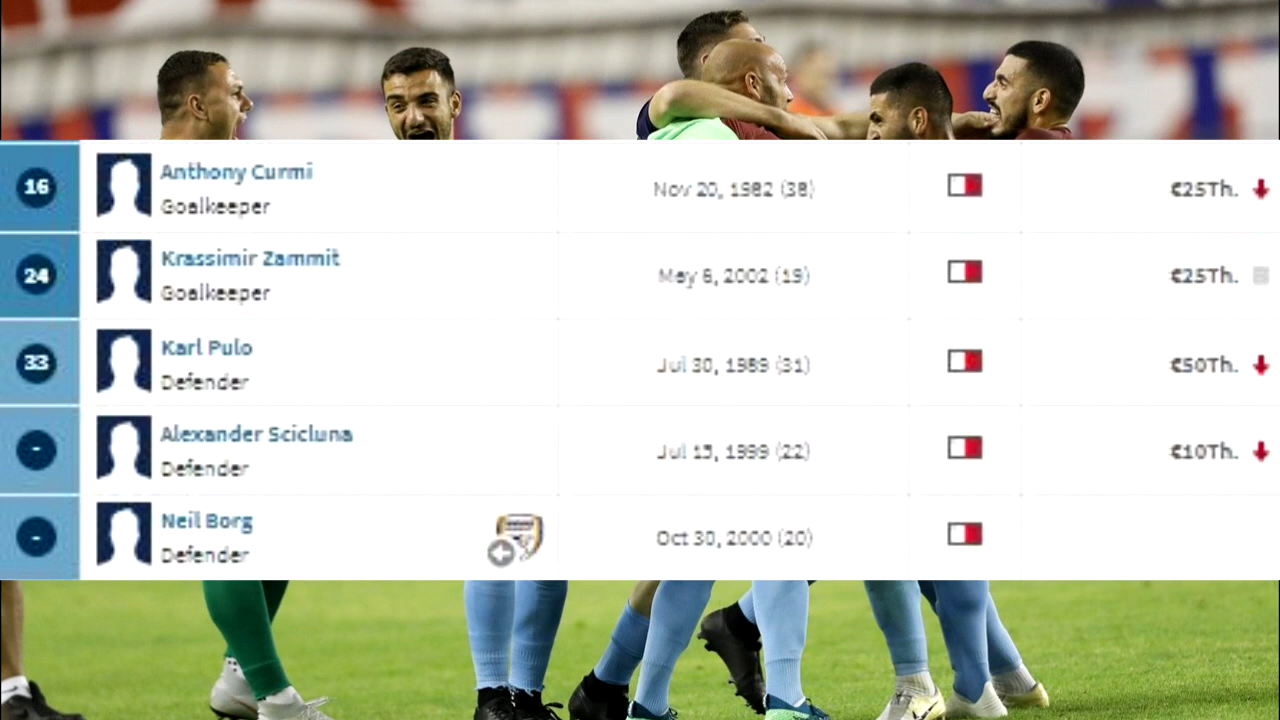 16
Anthony Curmi
Goalkeeper
Nov 20, 1982 (38)
€25Th.
24
Krassimir Zammit
Goalkeeper
May 6, 2002 (19)
€25Th.
33
Karl Pulo
Defender
Jul 30, 1989 (31)
€50Th.
-
Alexander Scicluna
Defender
Jul 15, 1999 (22)
€10Th.
-
Neil Borg
Defender
Oct 30, 2000 (20)